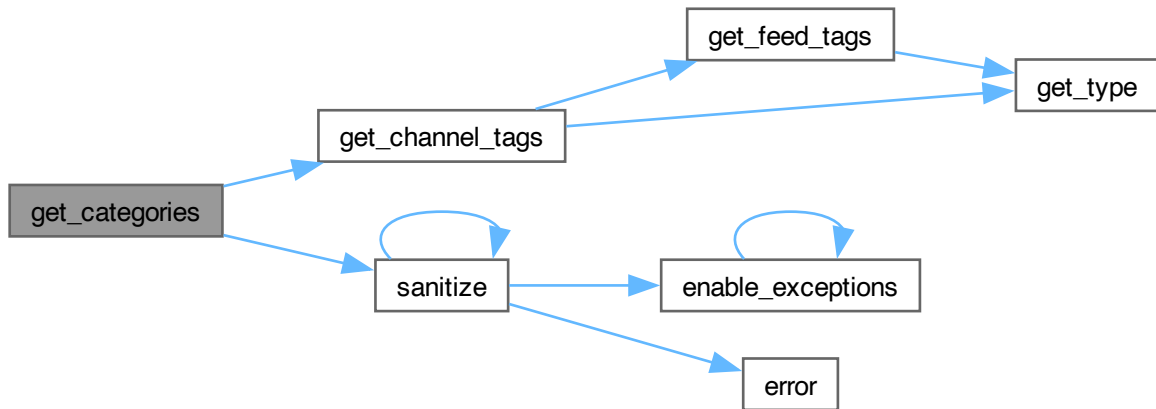 get_feed_tags
get_type
get_channel_tags
get_categories
sanitize
enable_exceptions
error